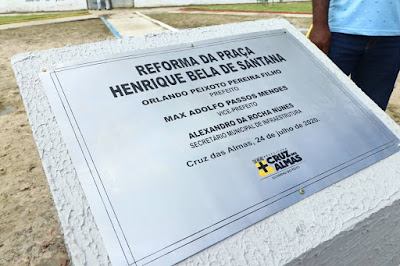 REFORMA DA PRAÇA
HENRIQUE BELA DE SANTANA
ORLANDO PEIXOTO PEREIRA FILHO
PREFEITO
MAX ADOLFO PASSOS MENDES
VICE-PREFEITO
ALEXANDRO DA ROCHA NUNES
SECRETÁRIO MUNICIPAL DE INFRAESTRUTURA
Cruz das Almas, 24 de julho de 2020.
CRUZ DAS
ALMAS